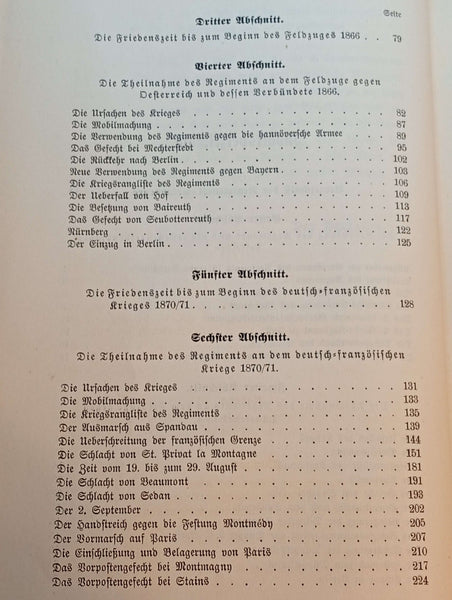 Seite
Dritter Abschnitt.
Die Friedenszeit bis zum Beginn des Feldzuges 1866 . . 79
Vierter Abschnitt.
Die Theilnahme des Regiments an dem Feldzuge gegen
Oesterreich und dessen Verbündete 1866.
Die Ursachen des Krieges . . . . . . . . . . 82
Die Mobilmachung . . . . . . . . . . 87
Die Verwendung des Regiments gegen die hannöversche Armee . . . 89
Das Gefecht bei Mechterstedt . . . . . . . . . . 95
Die Rückkehr nach Berlin . . . . . . . . . . 102
Neue Verwendung des Regiments gegen Bayern . . . . . . 103
Die Kriegsrangliste des Regiments . . . . . . . . 106
Der Ueberfall von Hof . . . . . . . . . . 109
Die Besetzung von Baireuth . . . . . . . . . . 113
Das Gefecht von Seubottenreuth . . . . . . . . . 117
Nürnberg . . . . . . . . . . 122
Der Einzug in Berlin . . . . . . . . . . 125
Fünfter Abschnitt.
Die Friedenszeit bis zum Beginn des deutsch-französischen
Krieges 1870/71 . . . . . . . . . . 128
Sechster Abschnitt.
Die Theilnahme des Regiments an dem deutsch-französischen
Kriege 1870/71.
Die Ursachen des Krieges . . . . . . . . . . 131
Die Mobilmachung . . . . . . . . . . 133
Die Kriegsrangliste des Regiments . . . . . . . . 135
Der Ausmarsch aus Spandau . . . . . . . . . 139
Die Ueberschreitung der französischen Grenze . . . . . . 144
Die Schlacht von St. Privat la Montagne . . . . . . . 151
Die Zeit vom 19. bis zum 29. August . . . . . . . . 181
Die Schlacht von Beaumont . . . . . . . . . 191
Die Schlacht von Sedan . . . . . . . . . . 193
Der 2. September . . . . . . . . . . 202
Der Handstreich gegen die Festung Montmédy . . . . . . 205
Der Vormarsch auf Paris . . . . . . . . . . 207
Die Einschließung und Belagerung von Paris . . . . . . 210
Das Vorpostengefecht bei Montmagny . . . . . . . 217
Das Vorpostengefecht bei Stains . . . . . . . . . 224